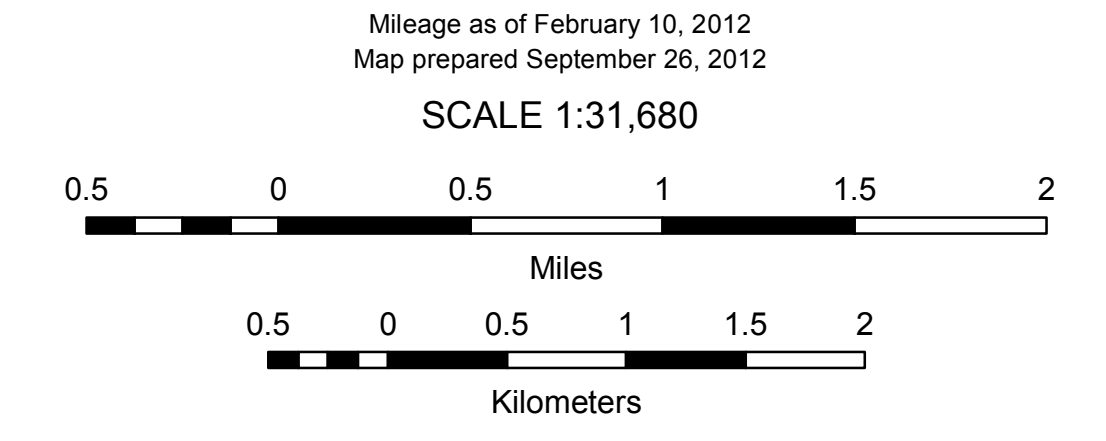 Mileage as of February 10, 2012
Map prepared September 26, 2012
SCALE 1:31,680
0.5 0 0.5 1 1.5 2
Miles
0.5 0 0.5 1 1.5 2
Kilometers